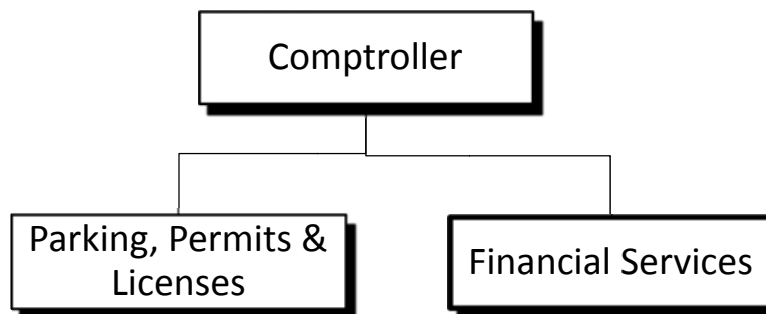 Comptroller
Parking, Permits &
Licenses
Financial Services